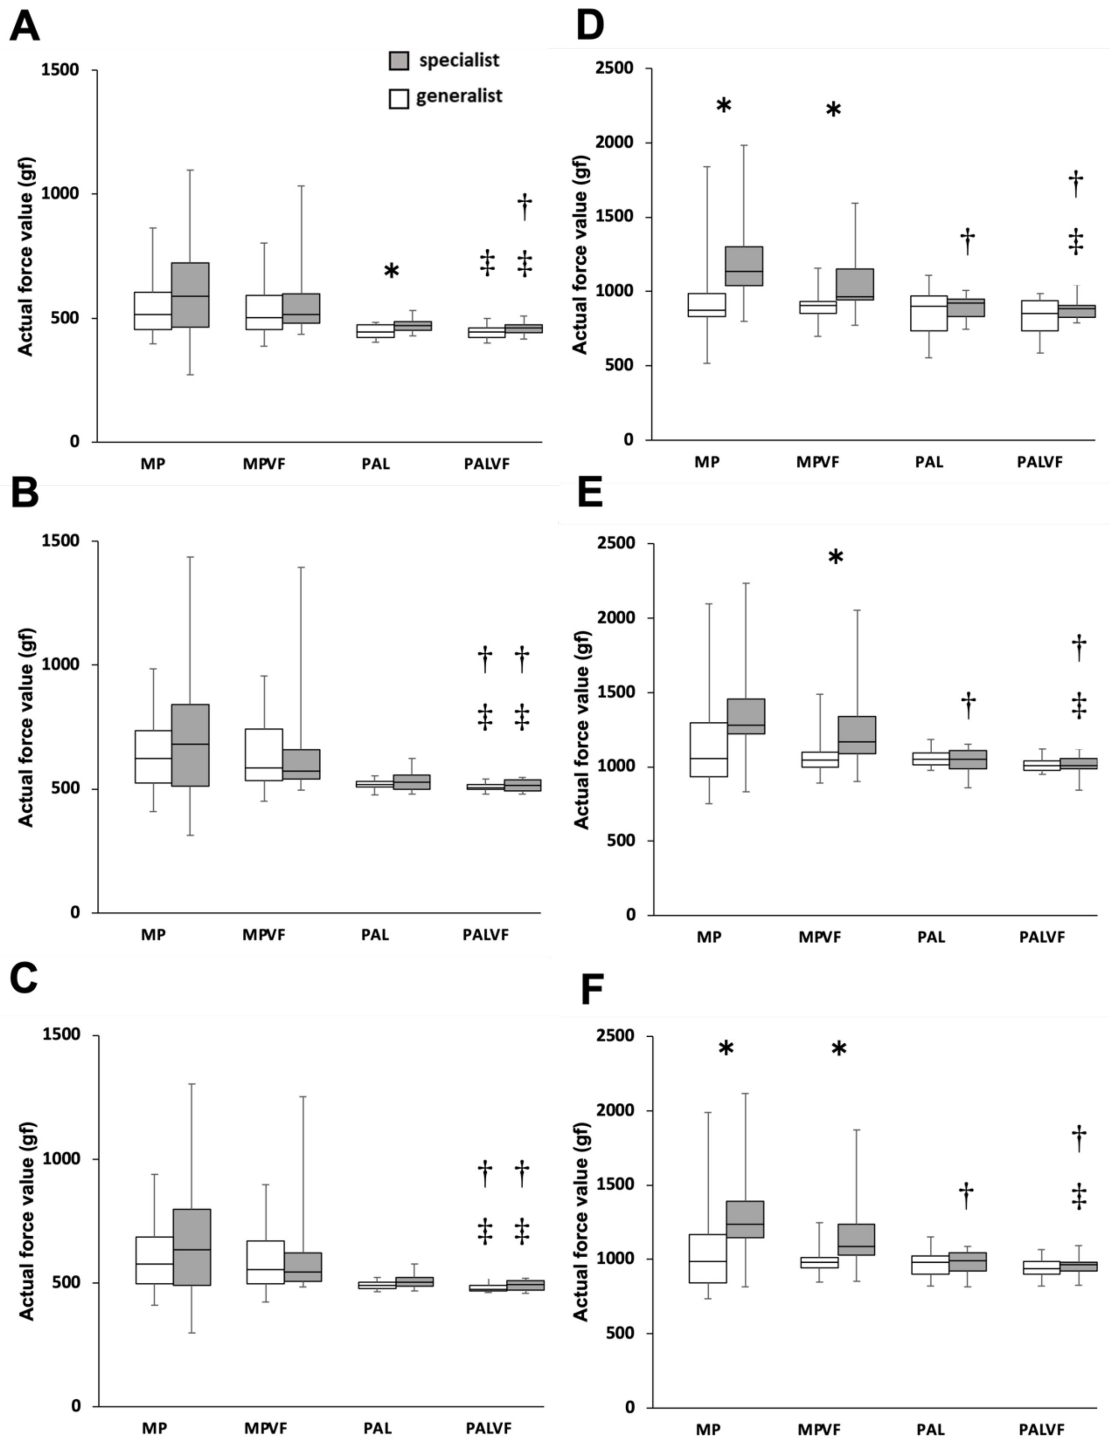 A
specialist
generalist
1500
1000
500
0
Actual force value (gf)
*
†
‡ ‡
MP MPVF PAL PALVF
D
2500
2000
1500
1000
500
0
Actual force value (gf)
* *
†
† ‡
MP MPVF PAL PALVF
B
1500
1000
500
0
Actual force value (gf)
† †
‡ ‡
MP MPVF PAL PALVF
E
2500
2000
1500
1000
500
0
Actual force value (gf)
*
†
† ‡
MP MPVF PAL PALVF
C
1500
1000
500
0
Actual force value (gf)
† †
‡ ‡
MP MPVF PAL PALVF
F
2500
2000
1500
1000
500
0
Actual force value (gf)
* *
†
† ‡
MP MPVF PAL PALVF